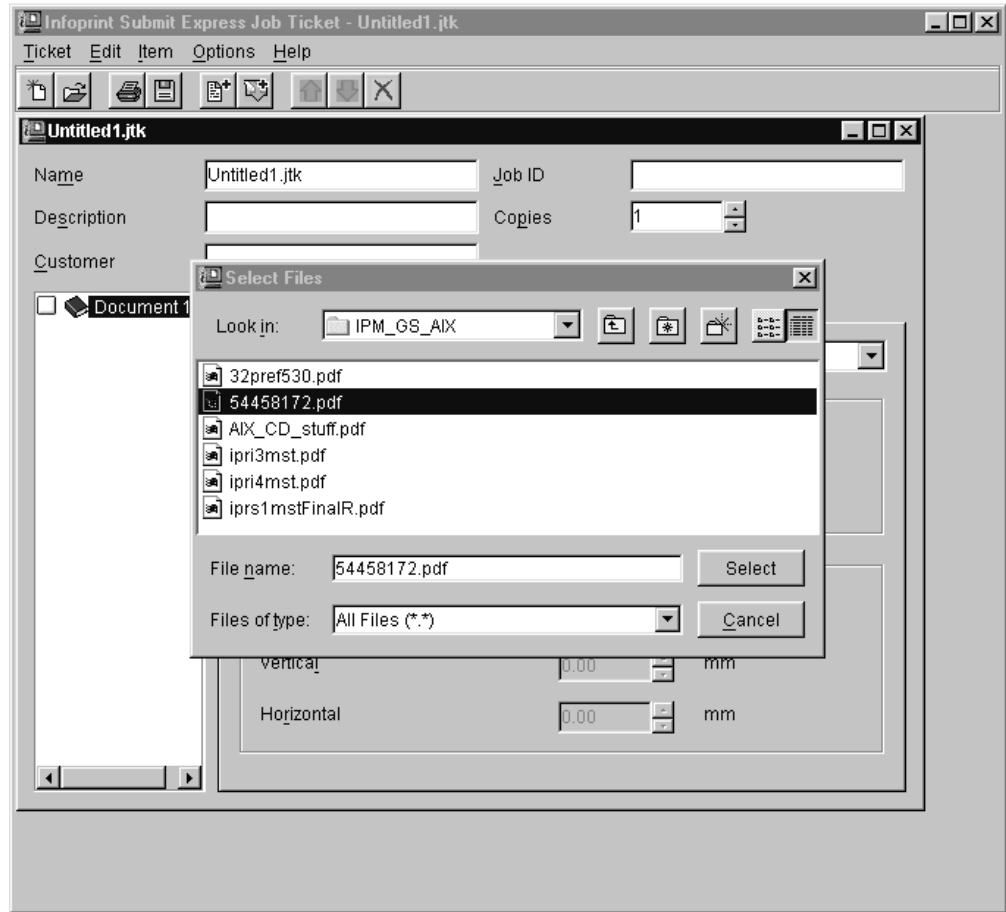 Infoprint Submit Express Job Ticket - Untitled1.jtk
Ticket Edit Item Options Help
Untitled1.jtk
Name Untitled1.jtk Job ID
Description Copies 1
Customer
Document 1
Select Files
Look in: IPM_GS_AIX
32pref530.pdf
54458172.pdf
AIX_CD_stuff.pdf
ipri3mst.pdf
ipri4mst.pdf
iprs1mstFinalR.pdf
File name: 54458172.pdf Select
Files of type: All Files (*.*) Cancel
Vertical 0.00 mm
Horizontal 0.00 mm